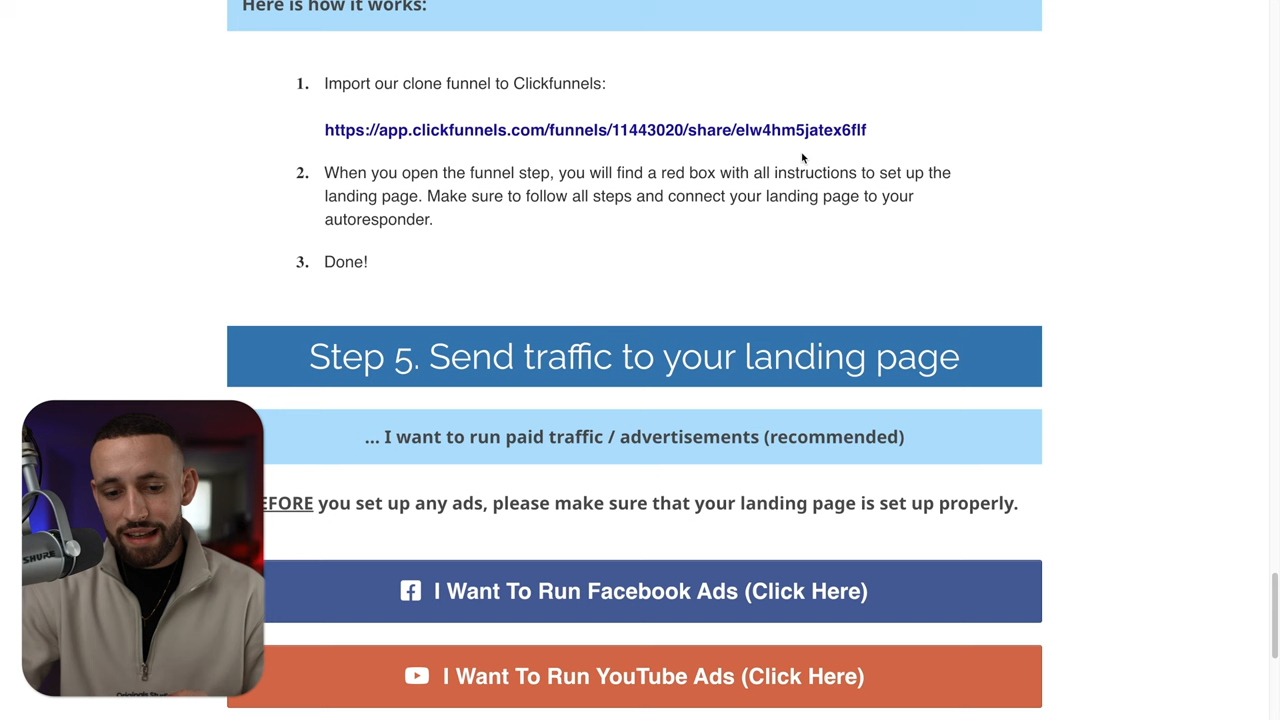 Here is how it works:
1. Import our clone funnel to Clickfunnels:
https://app.clickfunnels.com/funnels/11443020/share/elw4hm5jatex6flf
2. When you open the funnel step, you will find a red box with all instructions to set up the
landing page. Make sure to follow all steps and connect your landing page to your
autoresponder.
3. Done!
Step 5. Send traffic to your landing page
... I want to run paid traffic / advertisements (recommended)
EFORE you set up any ads, please make sure that your landing page is set up properly.
I Want To Run Facebook Ads (Click Here)
I Want To Run YouTube Ads (Click Here)
SHURE